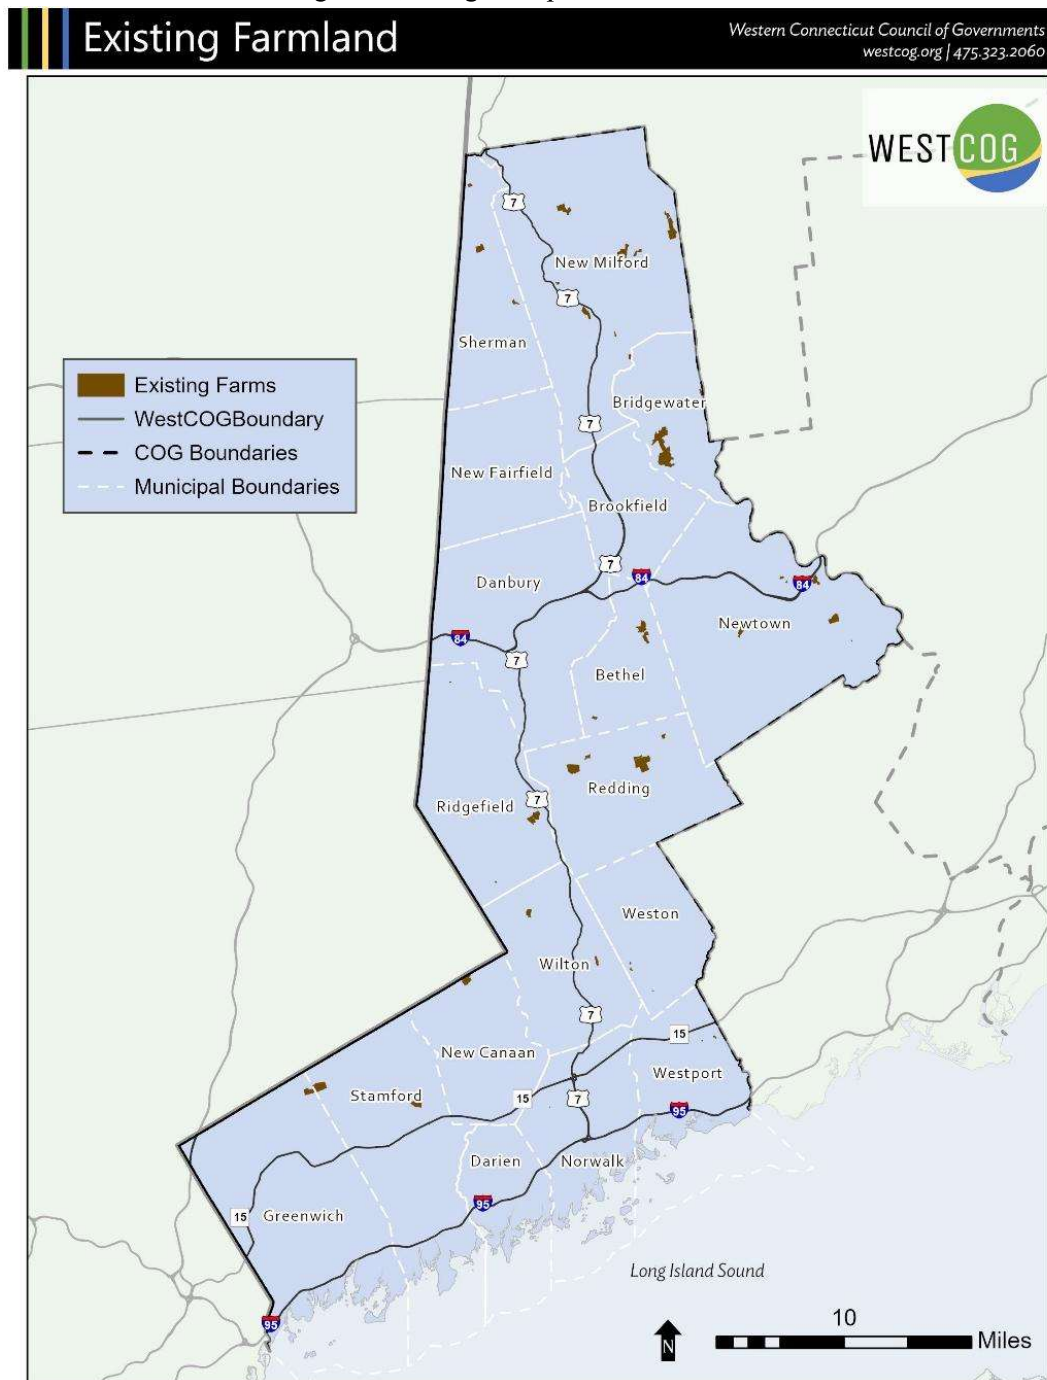 Existing Farmland
Western Connecticut Council of Governments
westcog.org | 475.323.2060
WESTCOG
7
New Milford
7
Sherman
Existing Farms
WestCOGBoundary
COG Boundaries
Municipal Boundaries
Bridgewater
7
New Fairfield
Brookfield
7
84
Danbury
84
Newtown
84
7
Bethel
Redding
Ridgefield
7
Weston
Wilton
7
15
New Canaan
Westport
Stamford
15
7
95
Darien
Norwalk
95
15
Greenwich
Long Island Sound
95
N
10
Miles